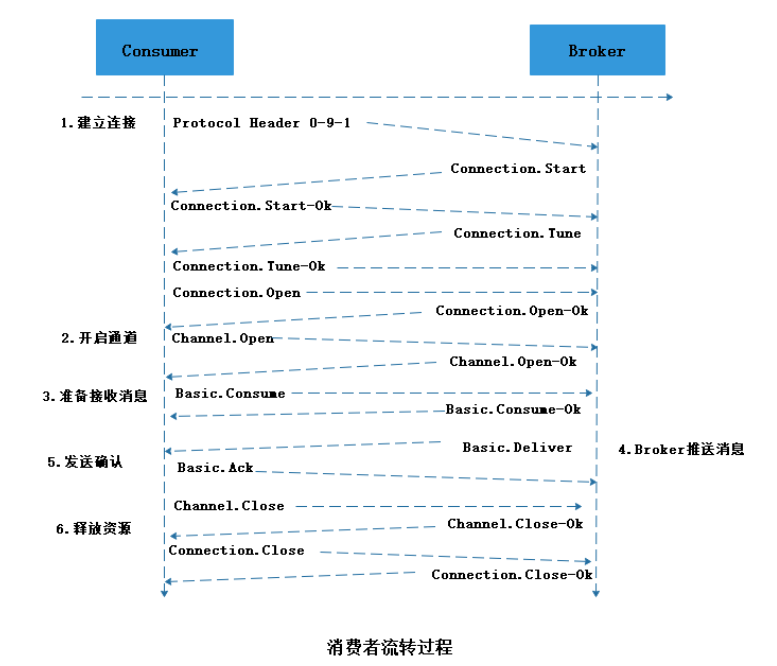 Consumer
Broker
1.建立连接
Protocol Header 0-9-1
Connection.Start
Connection.Start-Ok
Connection.Tune
Connection.Tune-Ok
Connection.Open
Connection.Open-Ok
2.开启通道
Channel.Open
Channel.Open-Ok
3.准备接收消息
Basic.Consume
Basic.Consume-Ok
Basic.Deliver
4.Broker推送消息
5.发送确认
Basic.Ack
Channel.Close
Channel.Close-Ok
6.释放资源
Connection.Close
Connection.Close-Ok
消费者流转过程